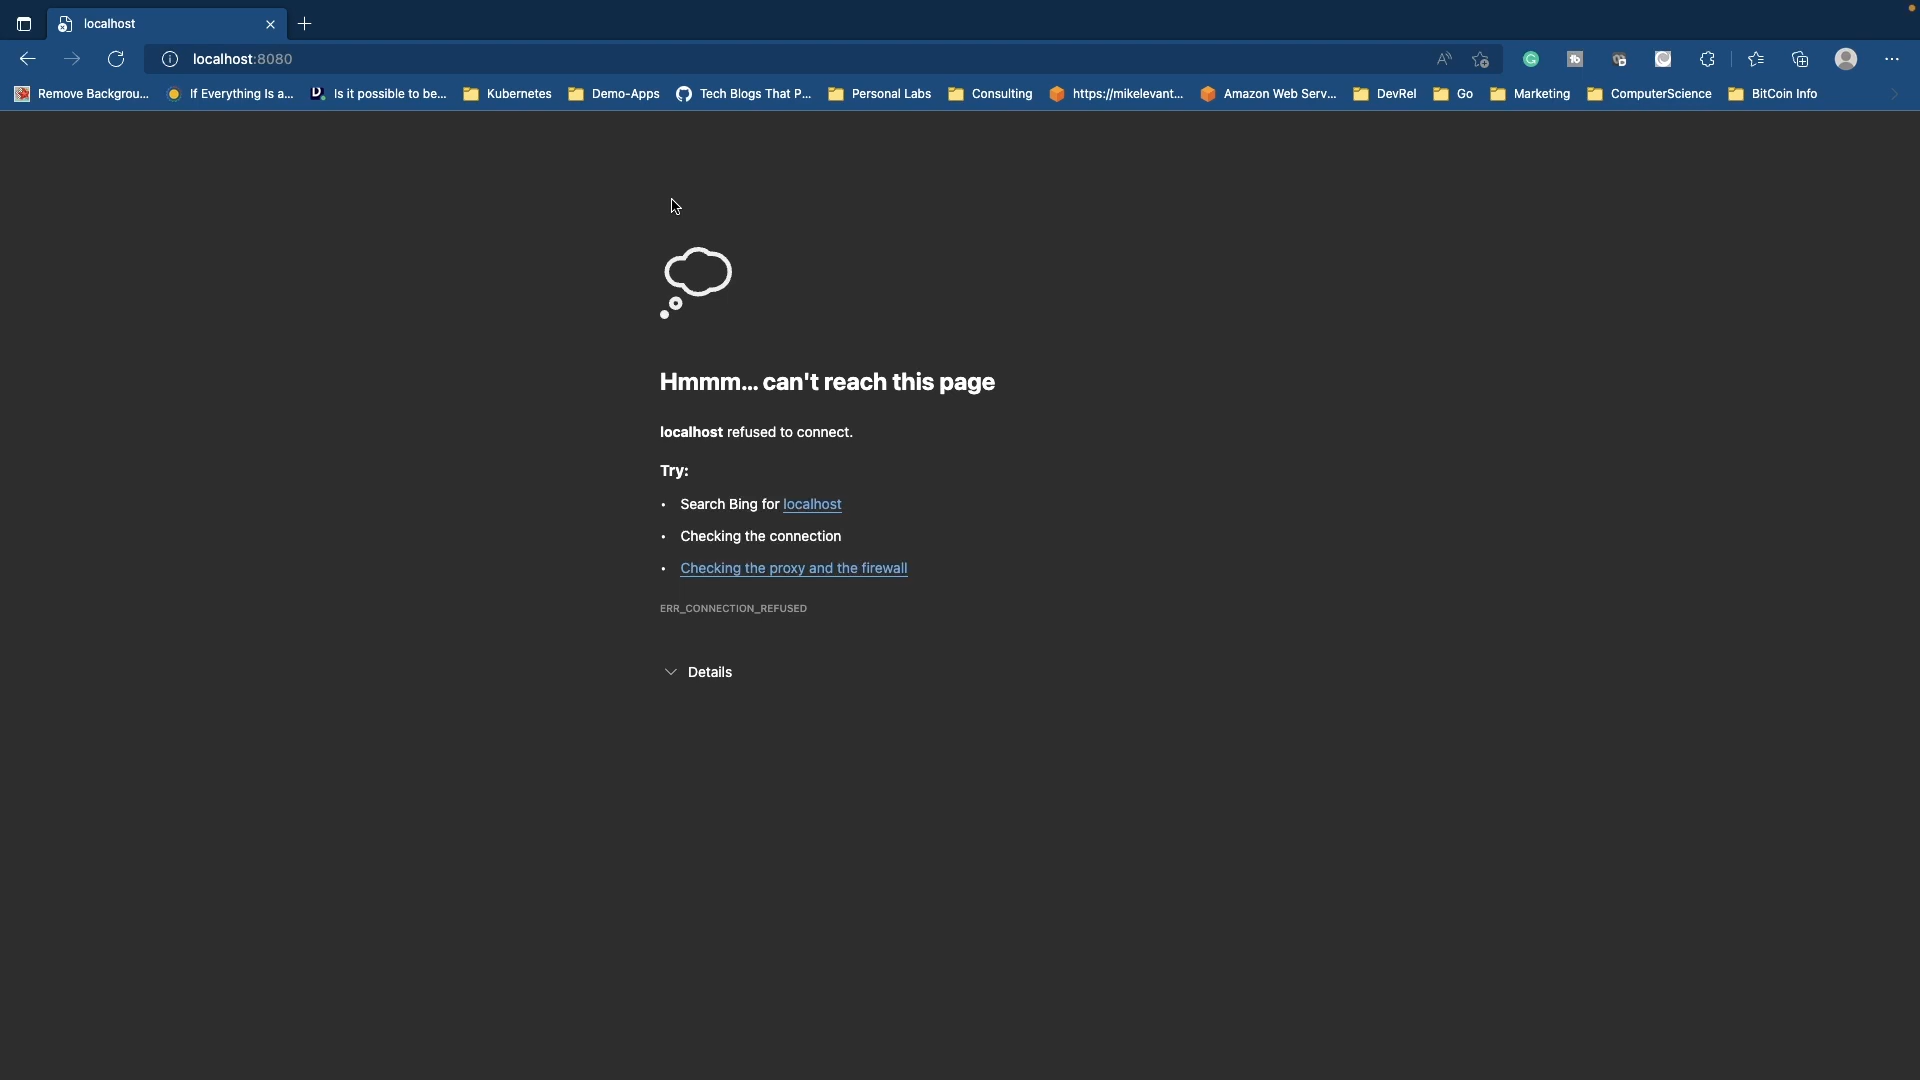 localhost
localhost:8080
Remove Backgrou... If Everything Is a... Is it possible to be... Kubernetes Demo-Apps Tech Blogs That P... Personal Labs Consulting https://mikelevant... Amazon Web Serv... DevRel Go Marketing ComputerScience BitCoin Info
Hmmm... can't reach this page
localhost refused to connect.
Try:
• Search Bing for localhost
• Checking the connection
• Checking the proxy and the firewall
ERR_CONNECTION_REFUSED
Details